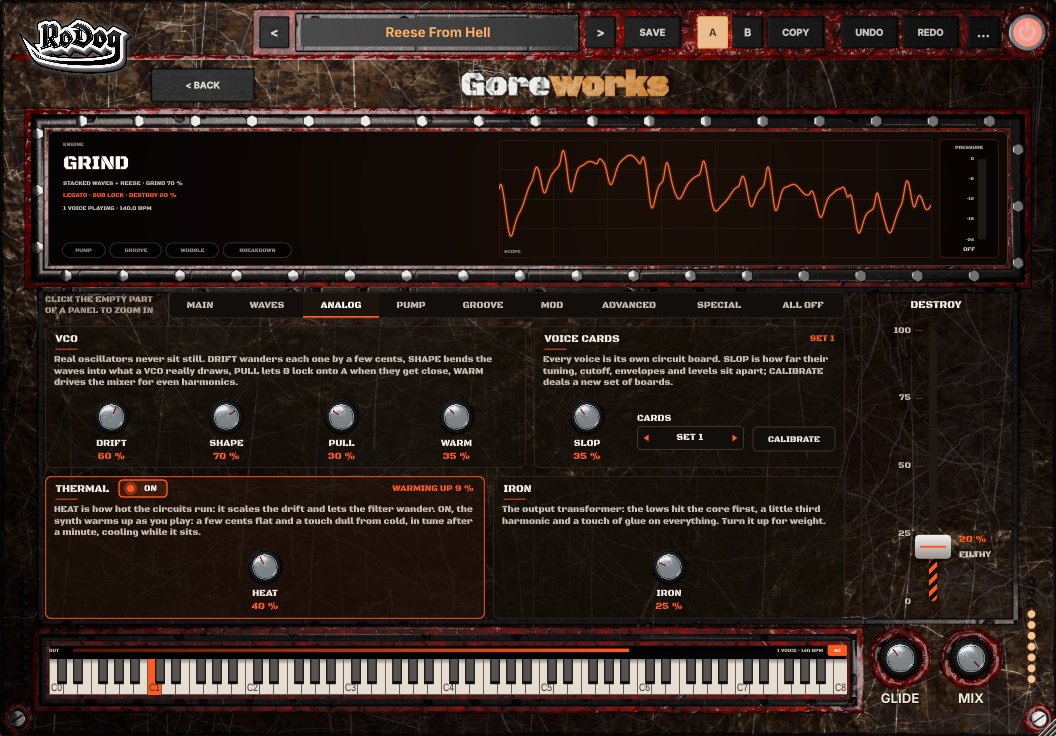 RoDog
<
Reese From Hell
>
SAVE
A
B
COPY
UNDO
REDO
...
< BACK
Goreworks
ENGINE
GRIND
STACKED WAVES + REESE · GRIND 70 %
LEGATO · SUB LOCK · DESTROY 20 %
1 VOICE PLAYING · 140.0 BPM
PUMP
GROOVE
WOBBLE
BREAKDOWN
SCOPE
PRESSURE
0
-6
-12
-18
-24
OFF
CLICK THE EMPTY PART
OF A PANEL TO ZOOM IN
MAIN
WAVES
ANALOG
PUMP
GROOVE
MOD
ADVANCED
SPECIAL
ALL OFF
VCO
Real oscillators never sit still. DRIFT wanders each one by a few cents, SHAPE bends the
waves into what a VCO really draws, PULL lets B lock onto A when they get close, WARM
drives the mixer for even harmonics.
DRIFT
60 %
SHAPE
70 %
PULL
30 %
WARM
35 %
VOICE CARDS
SET 1
Every voice is its own circuit board. SLOP is how far their
tuning, cutoff, envelopes and levels sit apart; CALIBRATE
deals a new set of boards.
SLOP
35 %
CARDS
SET 1
CALIBRATE
THERMAL
ON
WARMING UP 9 %
HEAT is how hot the circuits run: it scales the drift and lets the filter wander. ON, the
synth warms up as you play: a few cents flat and a touch dull from cold, in tune after
a minute, cooling while it sits.
HEAT
40 %
IRON
The output transformer: the lows hit the core first, a little third
harmonic and a touch of glue on everything. Turn it up for weight.
IRON
25 %
DESTROY
100
75
50
25
0
20 %
FILTHY
OUT
1 VOICE · 140 BPM
C0
C1
C2
C3
C4
C5
C6
C7
C8
GLIDE
MIX